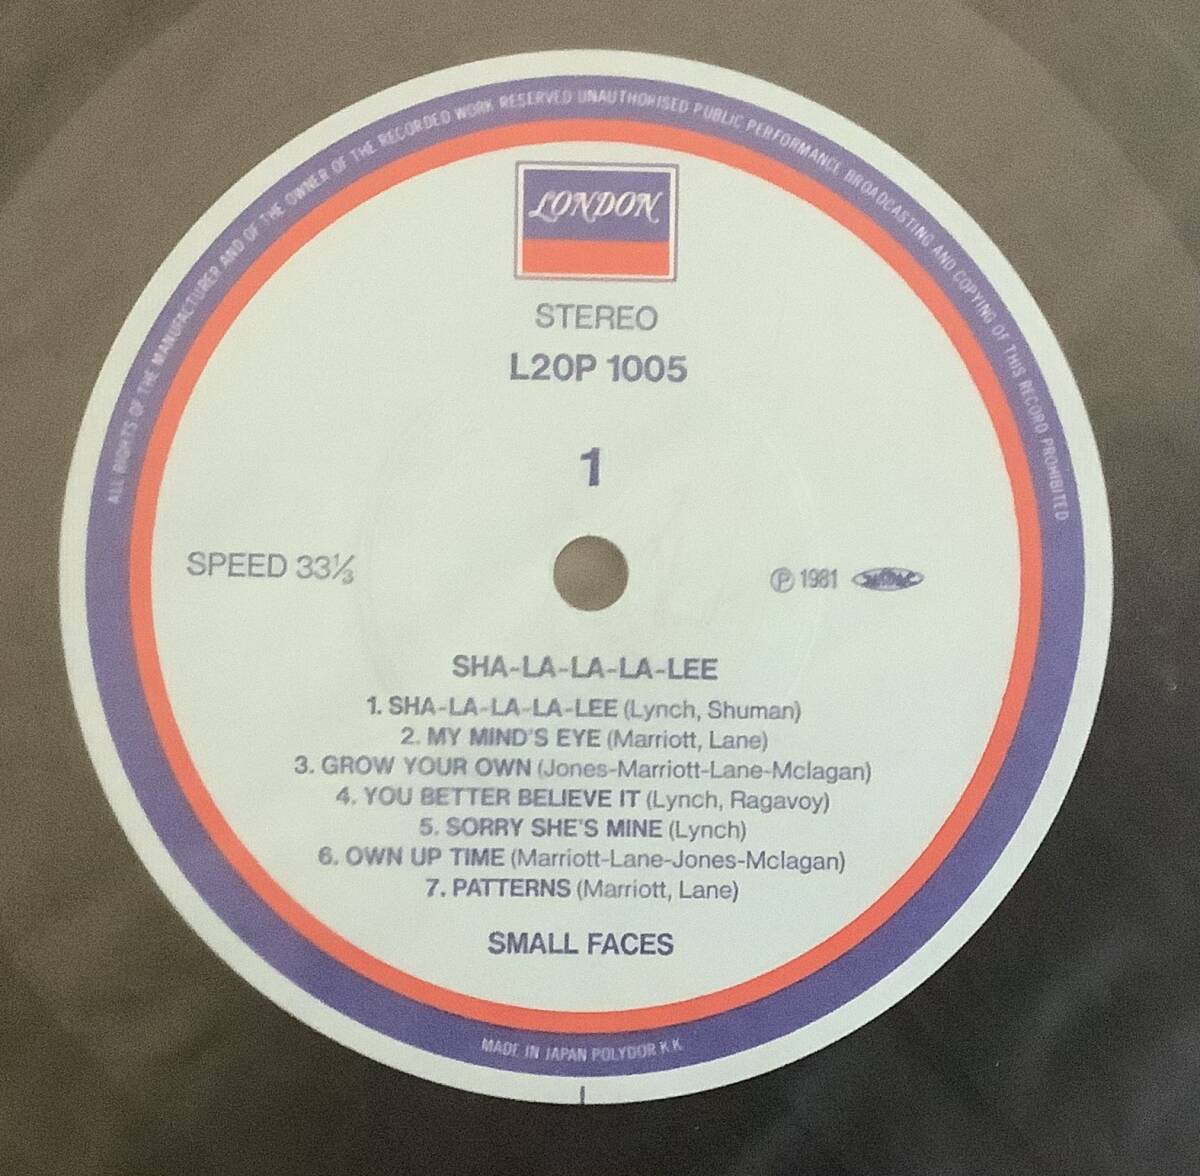 ALL RIGHTS OF THE MANUFACTURER AND OF THE OWNER OF THE RECORDED WORK RESERVED UNAUTHORISED PUBLIC PERFORMANCE BROADCASTING AND COPYING OF THIS RECORD PROHIBITED
LONDON
STEREO
L20P 1005
1
SPEED 33⅓
Ⓟ 1981
SHA-LA-LA-LA-LEE
1. SHA-LA-LA-LA-LEE (Lynch, Shuman)
2. MY MIND'S EYE (Marriott, Lane)
3. GROW YOUR OWN (Jones-Marriott-Lane-Mclagan)
4. YOU BETTER BELIEVE IT (Lynch, Ragavoy)
5. SORRY SHE'S MINE (Lynch)
6. OWN UP TIME (Marriott-Lane-Jones-Mclagan)
7. PATTERNS (Marriott, Lane)
SMALL FACES
MADE IN JAPAN POLYDOR K.K.